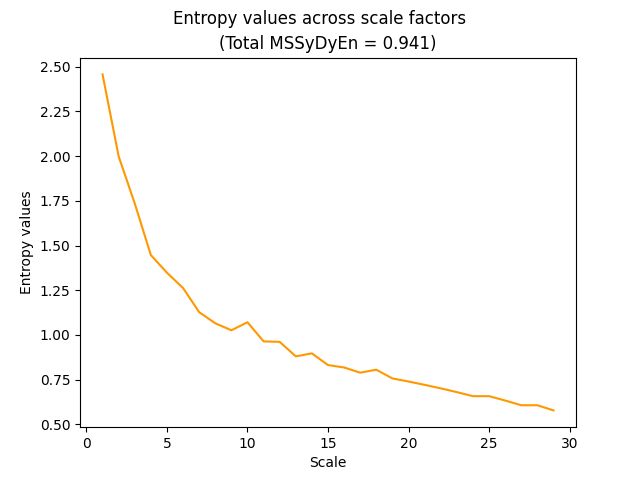 Entropy values across scale factors
(Total MSSyDyEn = 0.941)
2.50
2.25
2.00
1.75
1.50
1.25
1.00
0.75
0.50
Entropy values
0 5 10 15 20 25 30
Scale